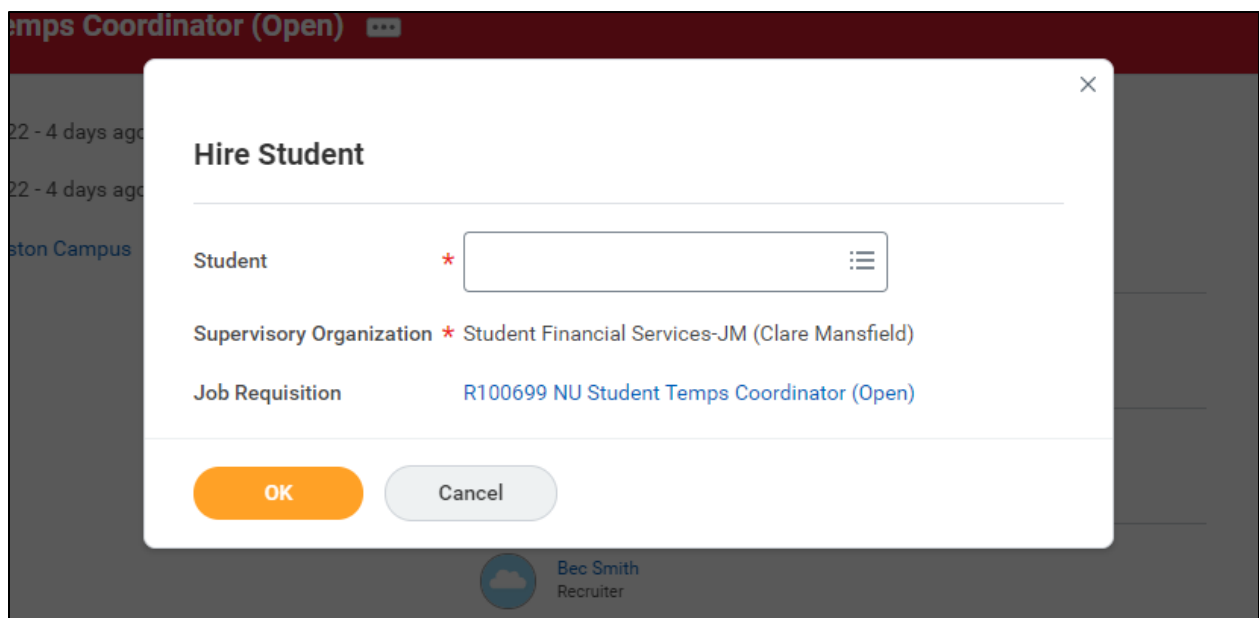 emps Coordinator (Open)
22 - 4 days ago
Hire Student
22 - 4 days ago
ston Campus
Student *
Supervisory Organization * Student Financial Services-JM (Clare Mansfield)
Job Requisition R100699 NU Student Temps Coordinator (Open)
OK Cancel
Bec Smith
Recruiter